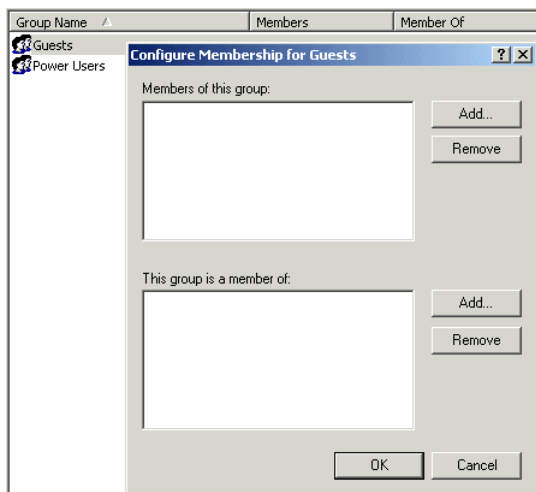 Group Name Members Member Of
Guests
Power Users
Configure Membership for Guests
Members of this group:
Add...
Remove
This group is a member of:
Add...
Remove
OK Cancel